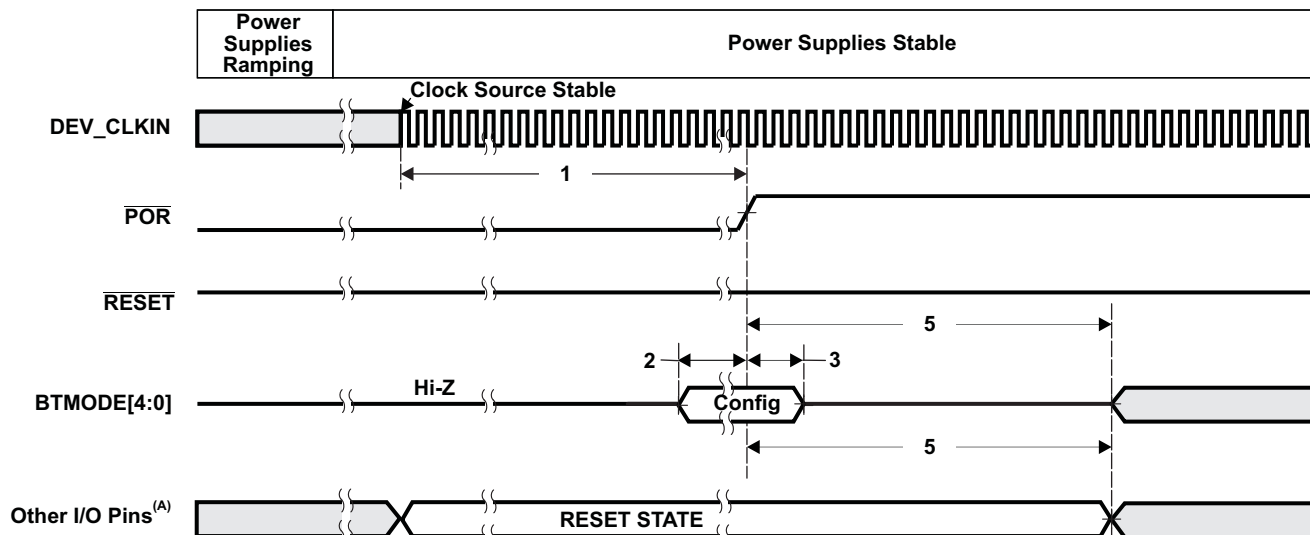 Power
Supplies
Ramping
Power Supplies Stable
Clock Source Stable
DEV_CLKIN
1
POR
RESET
5
2
3
Hi-Z
BTMODE[4:0]
Config
5
Other I/O Pins(A)
RESET STATE